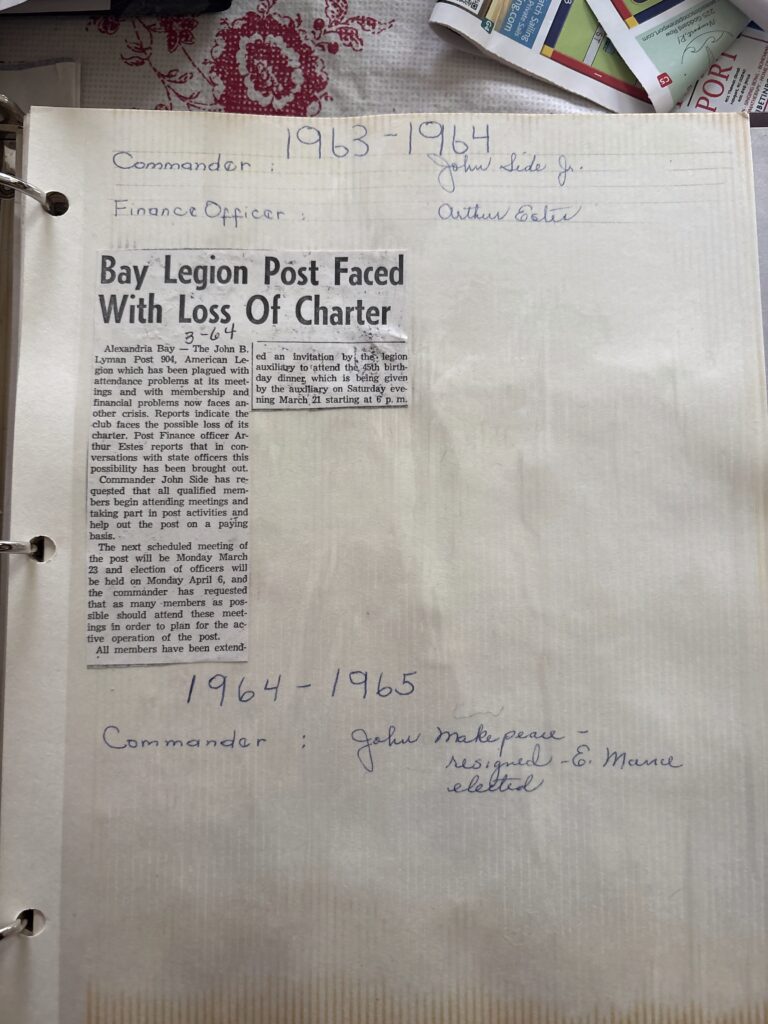 1963-1964
Commander : John Side Jr.
Finance Officer : Arthur Estes
Bay Legion Post Faced
With Loss Of Charter
3-64
Alexandria Bay — The John B.
Lyman Post 904, American Le-
gion which has been plagued with
attendance problems at its meet-
ings and with membership and
financial problems now faces an-
other crisis. Reports indicate the
club faces the possible loss of its
charter. Post Finance officer Ar-
thur Estes reports that in con-
versations with state officers this
possibility has been brought out.
Commander John Side has re-
quested that all qualified mem-
bers begin attending meetings and
taking part in post activities and
help out the post on a paying
basis.
The next scheduled meeting of
the post will be Monday March
23 and election of officers will
be held on Monday April 6, and
the commander has requested
that as many members as pos-
sible should attend these meet-
ings in order to plan for the ac-
tive operation of the post.
All members have been extend-
ed an invitation by the legion
auxiliary to attend the 45th birth-
day dinner, which is being given
by the auxiliary on Saturday eve-
ning March 21 starting at 6 p. m.
1964-1965
Commander : John Makepeace -
resigned - E. Mance
elected
PORT